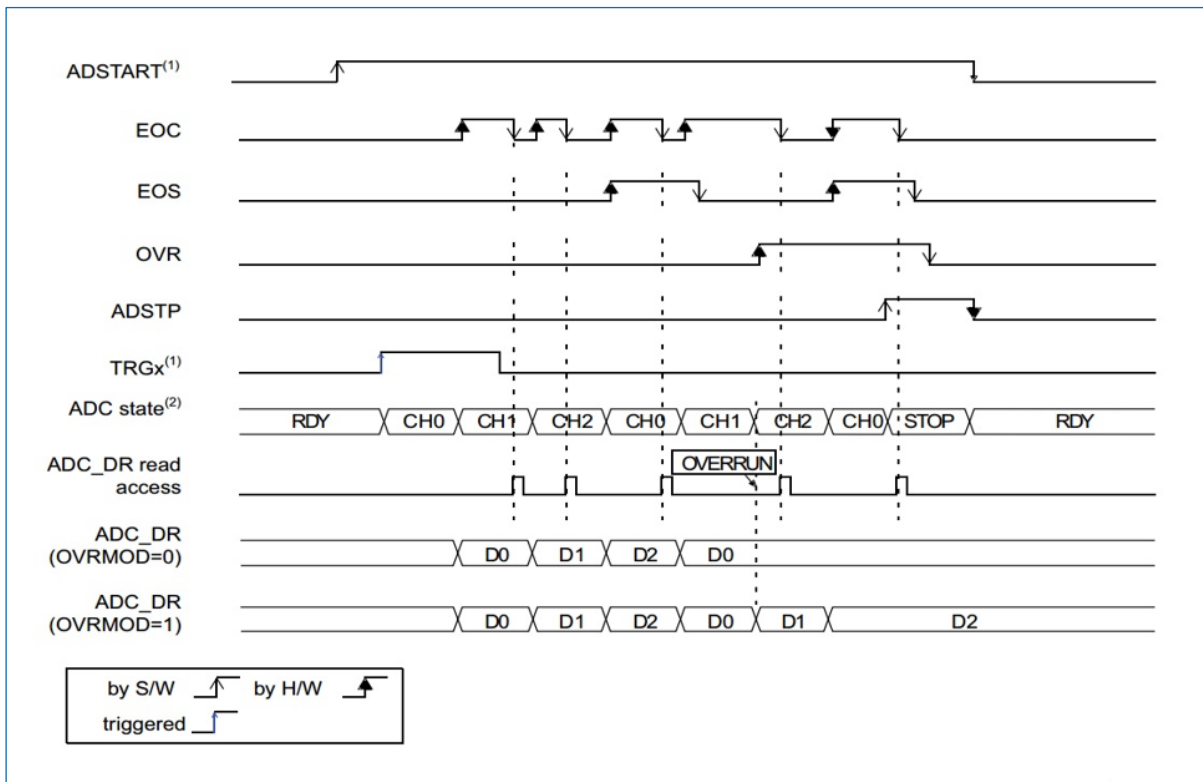 ADSTART(1)
EOC
EOS
OVR
ADSTP
TRGx(1)
ADC state(2)
RDY CH0 CH1 CH2 CH0 CH1 CH2 CH0 STOP RDY
ADC_DR read
access
OVERRUN
ADC_DR
(OVRMOD=0)
D0 D1 D2 D0
ADC_DR
(OVRMOD=1)
D0 D1 D2 D0 D1 D2
by S/W by H/W
triggered